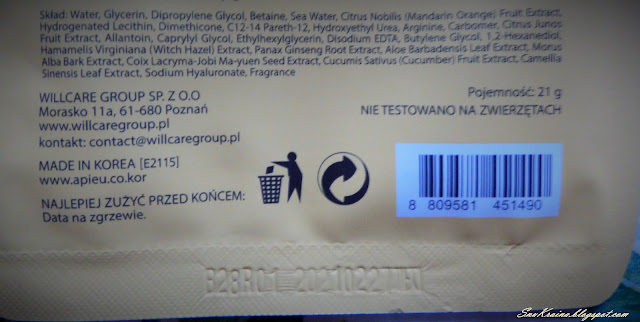 Skład: Water, Glycerin, Dipropylene Glycol, Betaine, Sea Water, Citrus Nobilis (Mandarin Orange) Fruit Extract,
Hydrogenated Lecithin, Dimethicone, C12-14 Pareth-12, Hydroxyethyl Urea, Arginine, Carbomer, Citrus Junos
Fruit Extract, Allantoin, Caprylyl Glycol, Ethylhexylglycerin, Disodium EDTA, Butylene Glycol, 1,2-Hexanediol,
Hamamelis Virginiana (Witch Hazel) Extract, Panax Ginseng Root Extract, Aloe Barbadensis Leaf Extract, Morus
Alba Bark Extract, Coix Lacryma-Jobi Ma-yuen Seed Extract, Cucumis Sativus (Cucumber) Fruit Extract, Camellia
Sinensis Leaf Extract, Sodium Hyaluronate, Fragrance
WILLCARE GROUP SP. Z O.O
Morasko 11a, 61-680 Poznań
www.willcaregroup.pl
kontakt: contact@willcaregroup.pl
MADE IN KOREA [E2115]
www.apieu.co.kor
NAJLEPIEJ ZUŻYĆ PRZED KOŃCEM:
Data na zgrzewie.
Pojemność: 21 g
NIE TESTOWANO NA ZWIERZĘTACH
8 809581 451490
20210227
SnuKraina.blogspot.com